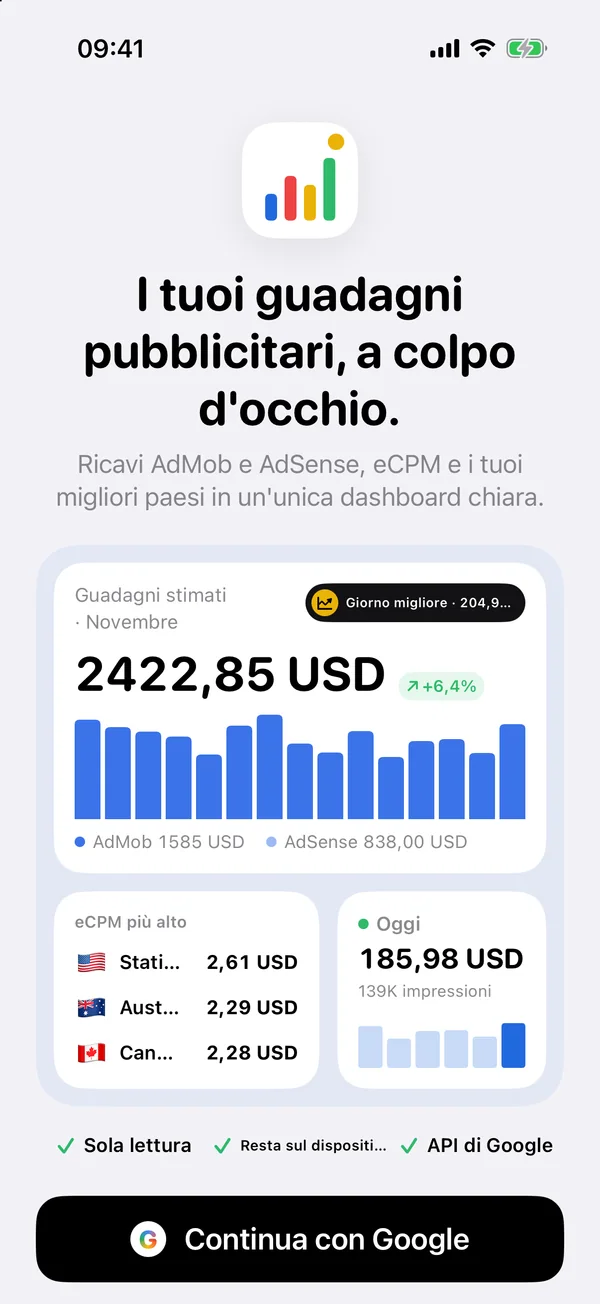 09:41
I tuoi guadagni
pubblicitari, a colpo
d'occhio.
Ricavi AdMob e AdSense, eCPM e i tuoi
migliori paesi in un'unica dashboard chiara.
Guadagni stimati
· Novembre
Giorno migliore · 204,9...
2422,85 USD
+6,4%
AdMob 1585 USD
AdSense 838,00 USD
eCPM più alto
Stati... 2,61 USD
Aust... 2,29 USD
Can... 2,28 USD
Oggi
185,98 USD
139K impressioni
Sola lettura
Resta sul dispositi...
API di Google
Continua con Google